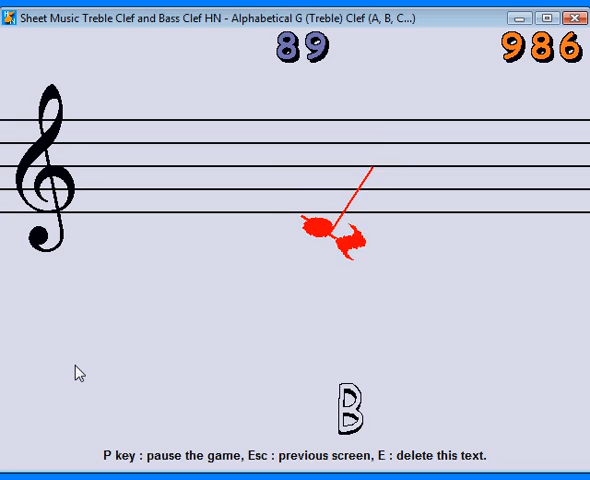 Sheet Music Treble Clef and Bass Clef HN - Alphabetical G (Treble) Clef (A, B, C...)
89 986
B
P key : pause the game, Esc : previous screen, E : delete this text.